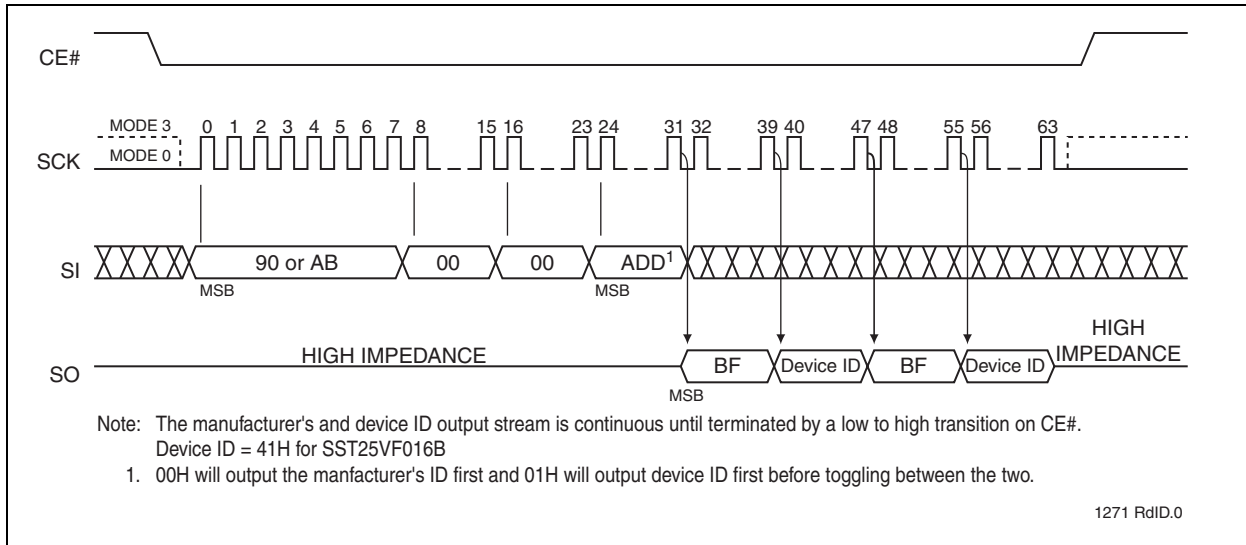 CE#
MODE 3 0 1 2 3 4 5 6 7 8 15 16 23 24 31 32 39 40 47 48 55 56 63
SCK MODE 0
SI 90 or AB 00 00 ADD1
MSB MSB
HIGH
HIGH IMPEDANCE IMPEDANCE
SO BF Device ID BF Device ID
MSB
Note: The manufacturer's and device ID output stream is continuous until terminated by a low to high transition on CE#.
Device ID = 41H for SST25VF016B
1. 00H will output the manfacturer's ID first and 01H will output device ID first before toggling between the two.
1271 RdID.0